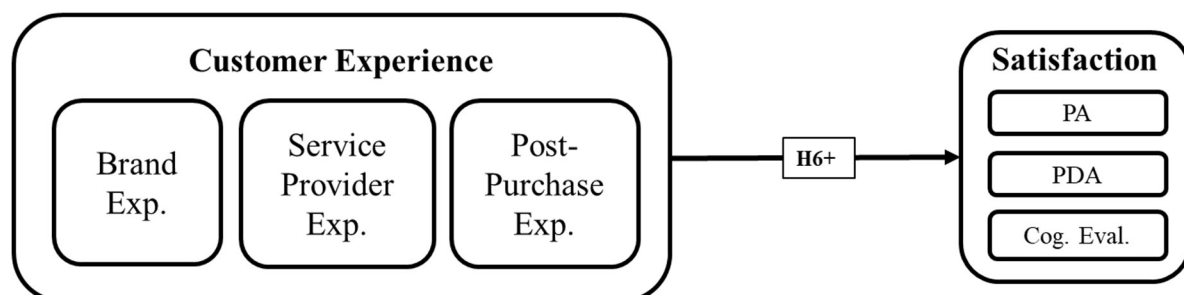 Customer Experience
Brand
Exp.
Service
Provider
Exp.
Post-
Purchase
Exp.
H6+
Satisfaction
PA
PDA
Cog. Eval.